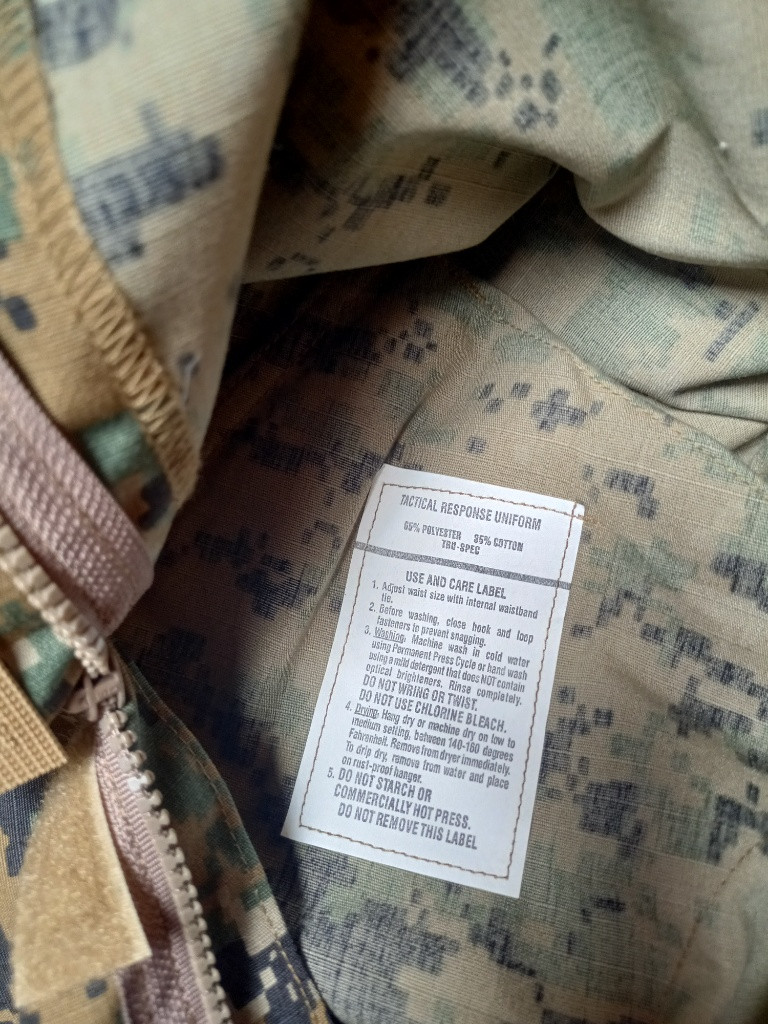 TACTICAL RESPONSE UNIFORM
65% POLYESTER 35% COTTON
TRU-SPEC
USE AND CARE LABEL
1. Adjust waist size with internal waistband
tie.
2. Before washing, close hook and loop
fasteners to prevent snagging.
3. Washing: Machine wash in cold water
using Permanent Press Cycle or hand wash
using a mild detergent that does NOT contain
optical brighteners. Rinse completely.
DO NOT WRING OR TWIST.
DO NOT USE CHLORINE BLEACH.
4. Drying: Hang dry or machine dry on low to
medium setting, between 140-160 degrees
Fahrenheit. Remove from dryer immediately.
To drip dry, remove from water and place
on rust-proof hanger.
5. DO NOT STARCH OR
COMMERCIALLY HOT PRESS.
DO NOT REMOVE THIS LABEL